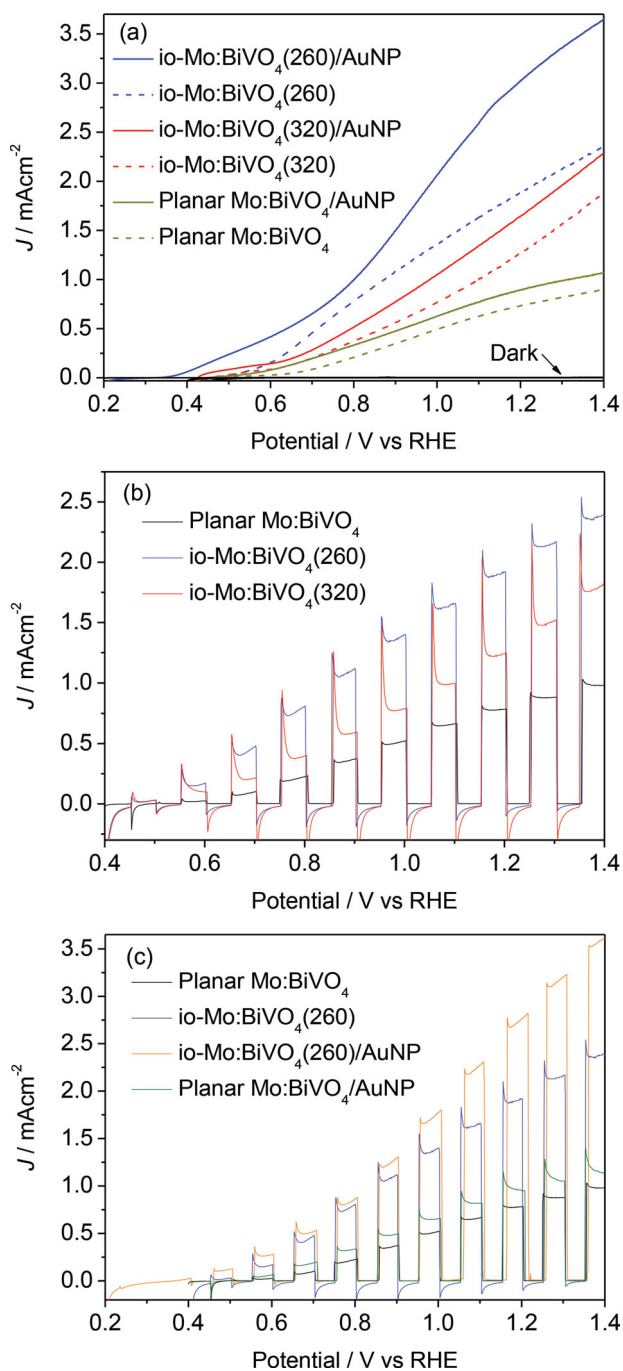 (a)
io-Mo:BiVO₄(260)/AuNP
io-Mo:BiVO₄(260)
io-Mo:BiVO₄(320)/AuNP
io-Mo:BiVO₄(320)
Planar Mo:BiVO₄/AuNP
Planar Mo:BiVO₄
Dark
J / mAcm⁻²
3.5
3.0
2.5
2.0
1.5
1.0
0.5
0.0
0.2 0.4 0.6 0.8 1.0 1.2 1.4
Potential / V vs RHE
(b)
Planar Mo:BiVO₄
io-Mo:BiVO₄(260)
io-Mo:BiVO₄(320)
J / mAcm⁻²
2.5
2.0
1.5
1.0
0.5
0.0
0.4 0.6 0.8 1.0 1.2 1.4
Potential / V vs RHE
(c)
Planar Mo:BiVO₄
io-Mo:BiVO₄(260)
io-Mo:BiVO₄(260)/AuNP
Planar Mo:BiVO₄/AuNP
J / mAcm⁻²
3.5
3.0
2.5
2.0
1.5
1.0
0.5
0.0
0.2 0.4 0.6 0.8 1.0 1.2 1.4
Potential / V vs RHE